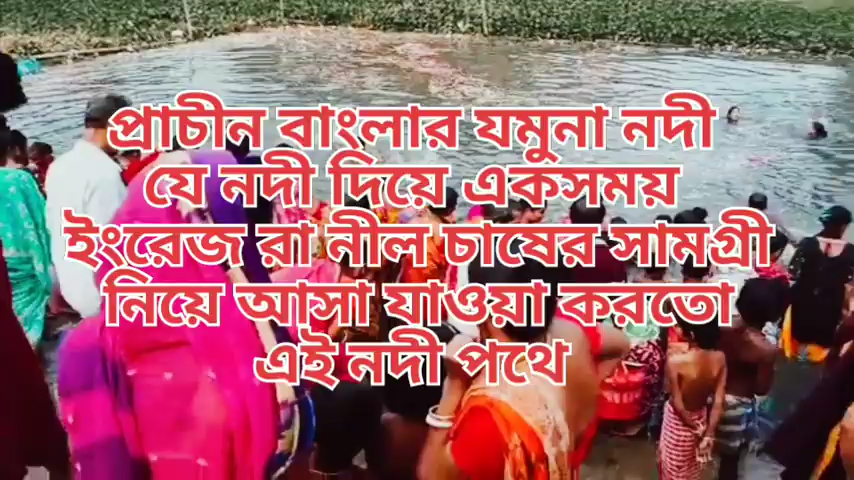 প্রাচীন বাংলার যমুনা নদী
যে নদী দিয়ে একসময়
ইংরেজ রা নীল চাষের সামগ্রী
নিয়ে আসা যাওয়া করতো
এই নদী পথে